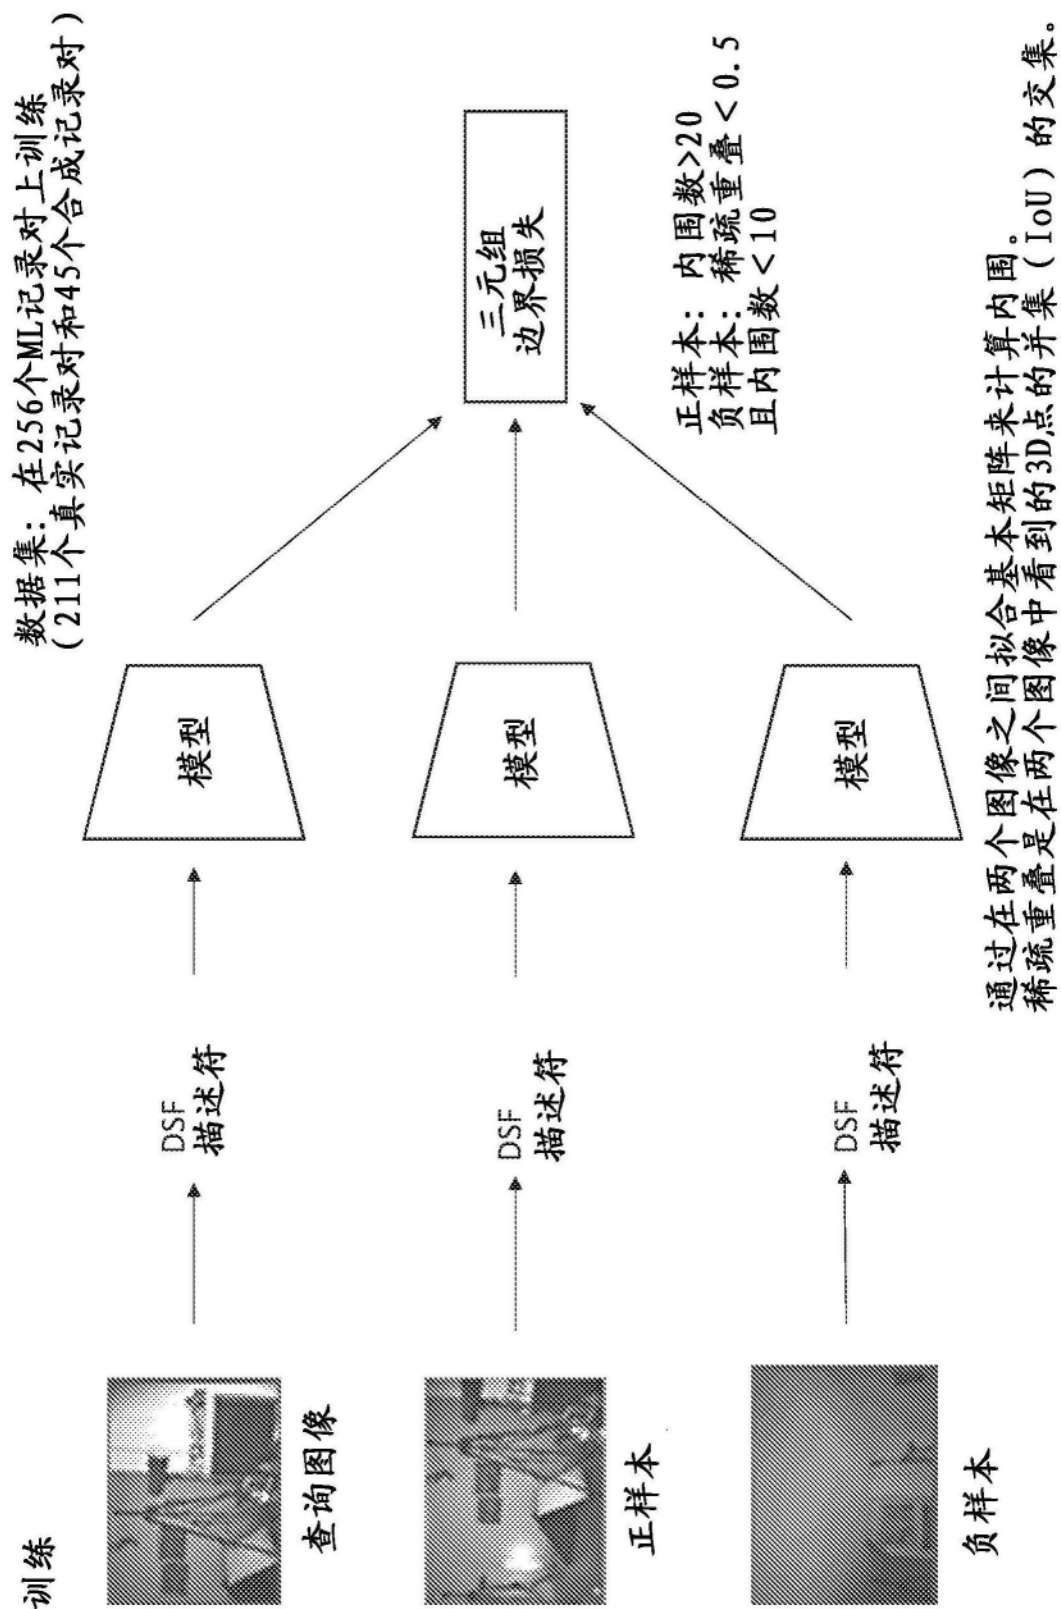 训练
数据集：在256个ML记录对上训练
(211个真实记录对和45个合成记录对)
查询图像
DSF
描述符
模型
正样本
DSF
描述符
模型
三元组
边界损失
负样本
DSF
描述符
模型
正样本：内围数>20
负样本：稀疏重叠<0.5
且内围数<10
通过在两个图像之间拟合基本矩阵来计算内围。
稀疏重叠是在两个图像中看到的3D点的并集(IoU)的交集。